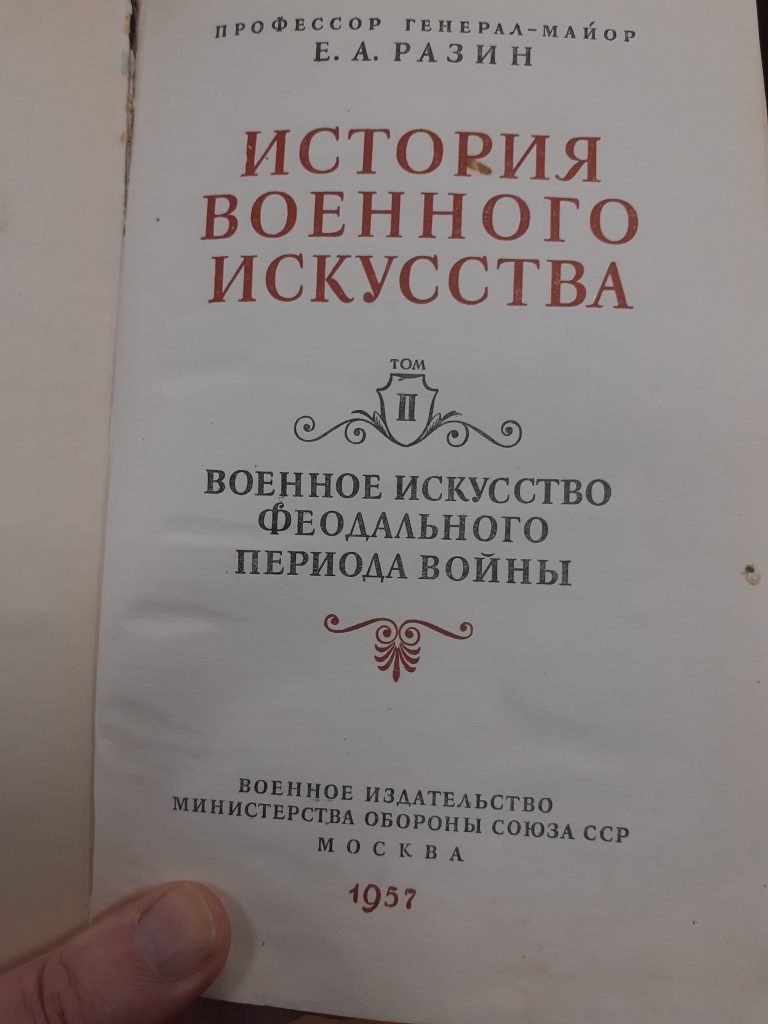 ПРОФЕССОР ГЕНЕРАЛ-МАЙОР
Е. А. РАЗИН
ИСТОРИЯ
ВОЕННОГО
ИСКУССТВА
ТОМ
II
ВОЕННОЕ ИСКУССТВО
ФЕОДАЛЬНОГО
ПЕРИОДА ВОЙНЫ
ВОЕННОЕ ИЗДАТЕЛЬСТВО
МИНИСТЕРСТВА ОБОРОНЫ СОЮЗА ССР
МОСКВА
1957